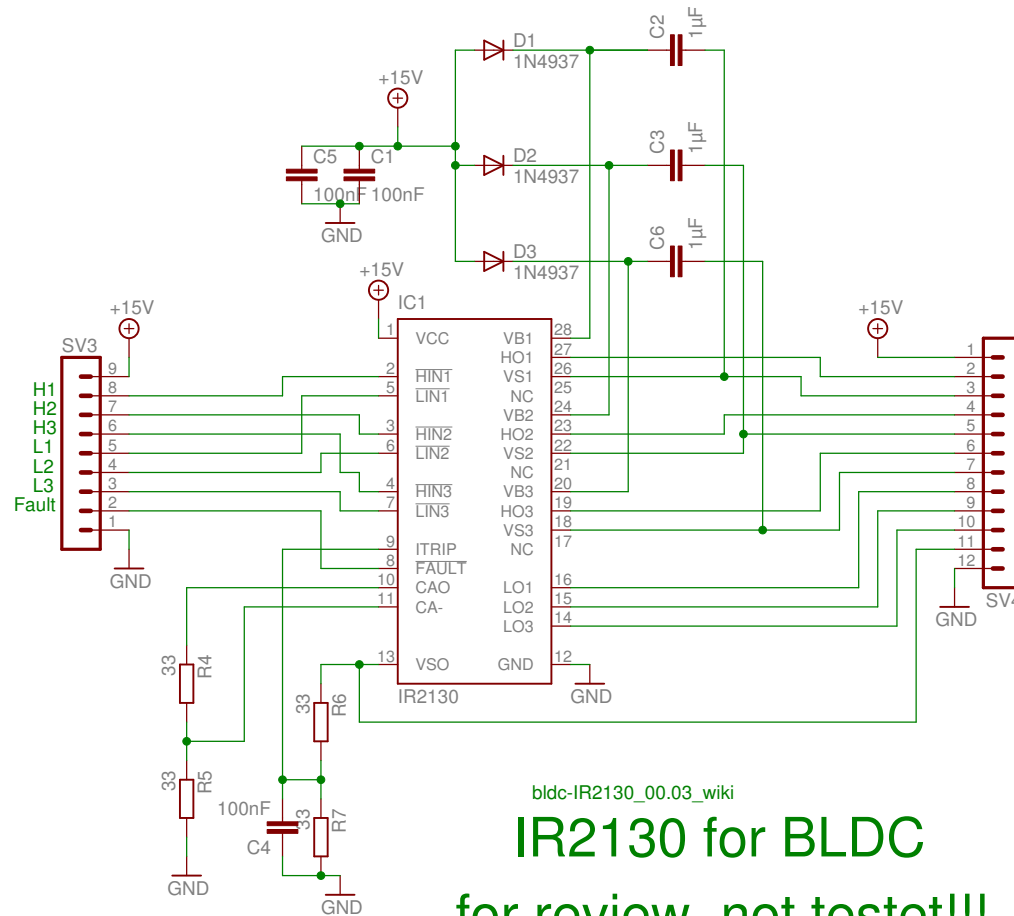 C2
1µF
D1
1N4937
+15V
C3
1µF
D2
1N4937
C5
C1
100nF
100nF
GND
C6
1µF
D3
1N4937
+15V
IC1
+15V
+15V
SV3
1
VCC
VB1
28
HO1
27
2
HIN1
VS1
26
5
LIN1
NC
25
VB2
24
3
HIN2
HO2
23
6
LIN2
VS2
22
NC
21
4
HIN3
VB3
20
7
LIN3
HO3
19
VS3
18
9
ITRIP
NC
17
8
FAULT
10
CAO
LO1
16
11
CA-
LO2
15
LO3
14
13
VSO
GND
12
IR2130
GND
9
H1
8
H2
7
H3
6
L1
5
L2
4
L3
3
Fault
2
1
GND
1
2
3
4
5
6
7
8
9
10
11
12
GND
SV4
33
R4
33
R6
33
R5
100nF
C4
33
R7
GND
GND
bldc-IR2130_00.03_wiki
IR2130 for BLDC
for review, not testet!!!